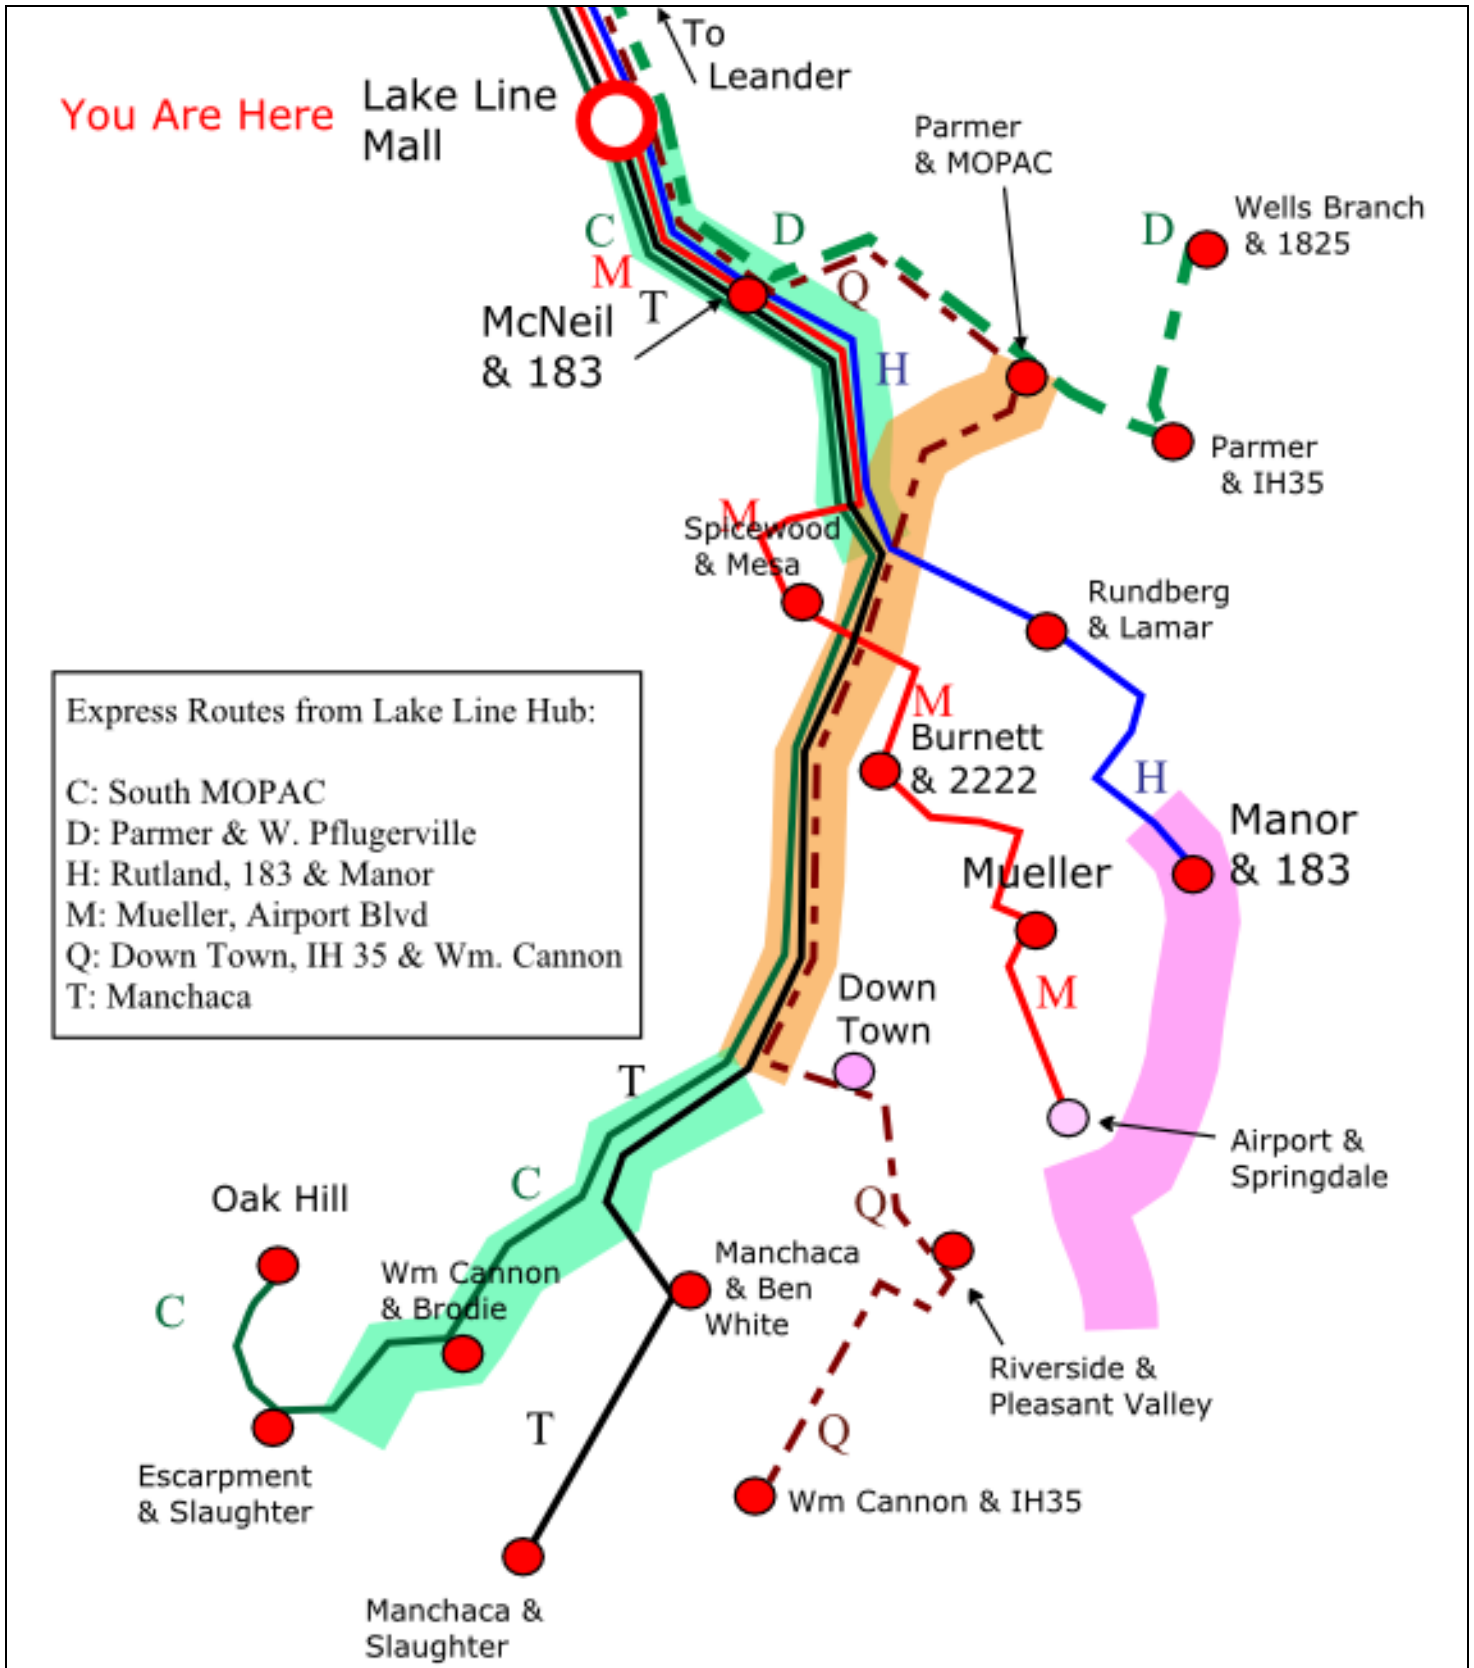 To
Leander
You Are Here
Lake Line
Mall
Parmer
& MOPAC
Wells Branch
& 1825
D
C
D
M
Q
T
McNeil
& 183
H
Parmer
& IH35
M
Spicewood
& Mesa
Rundberg
& Lamar
M
Burnett
& 2222
H
Express Routes from Lake Line Hub:
C: South MOPAC
D: Parmer & W. Pflugerville
H: Rutland, 183 & Manor
M: Mueller, Airport Blvd
Q: Down Town, IH 35 & Wm. Cannon
T: Manchaca
Manor
& 183
Mueller
M
Down
Town
T
Airport &
Springdale
C
Oak Hill
Q
Wm Cannon
& Brodie
Manchaca
& Ben
White
C
Riverside &
Pleasant Valley
T
Q
Escarpment
& Slaughter
Wm Cannon & IH35
Manchaca &
Slaughter